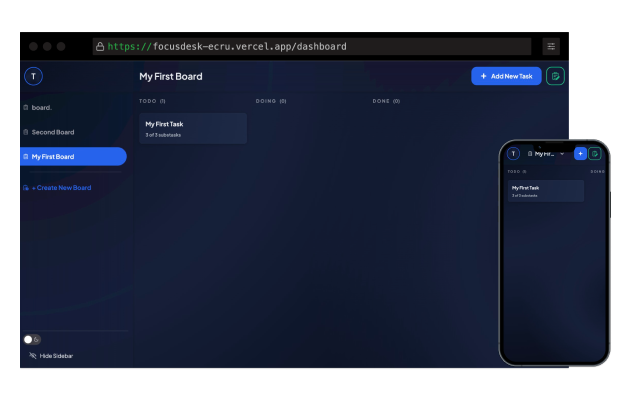 https://focusdesk-ecru.vercel.app/dashboard
T
My First Board
+ Add New Task
board.
Second Board
My First Board
+ Create New Board
Hide Sidebar
TODO (1)
DOING (0)
DONE (0)
My First Task
3 of 3 substasks
T
My Fir...
+
TODO (1)
DOING
My First Task
3 of 3 substasks